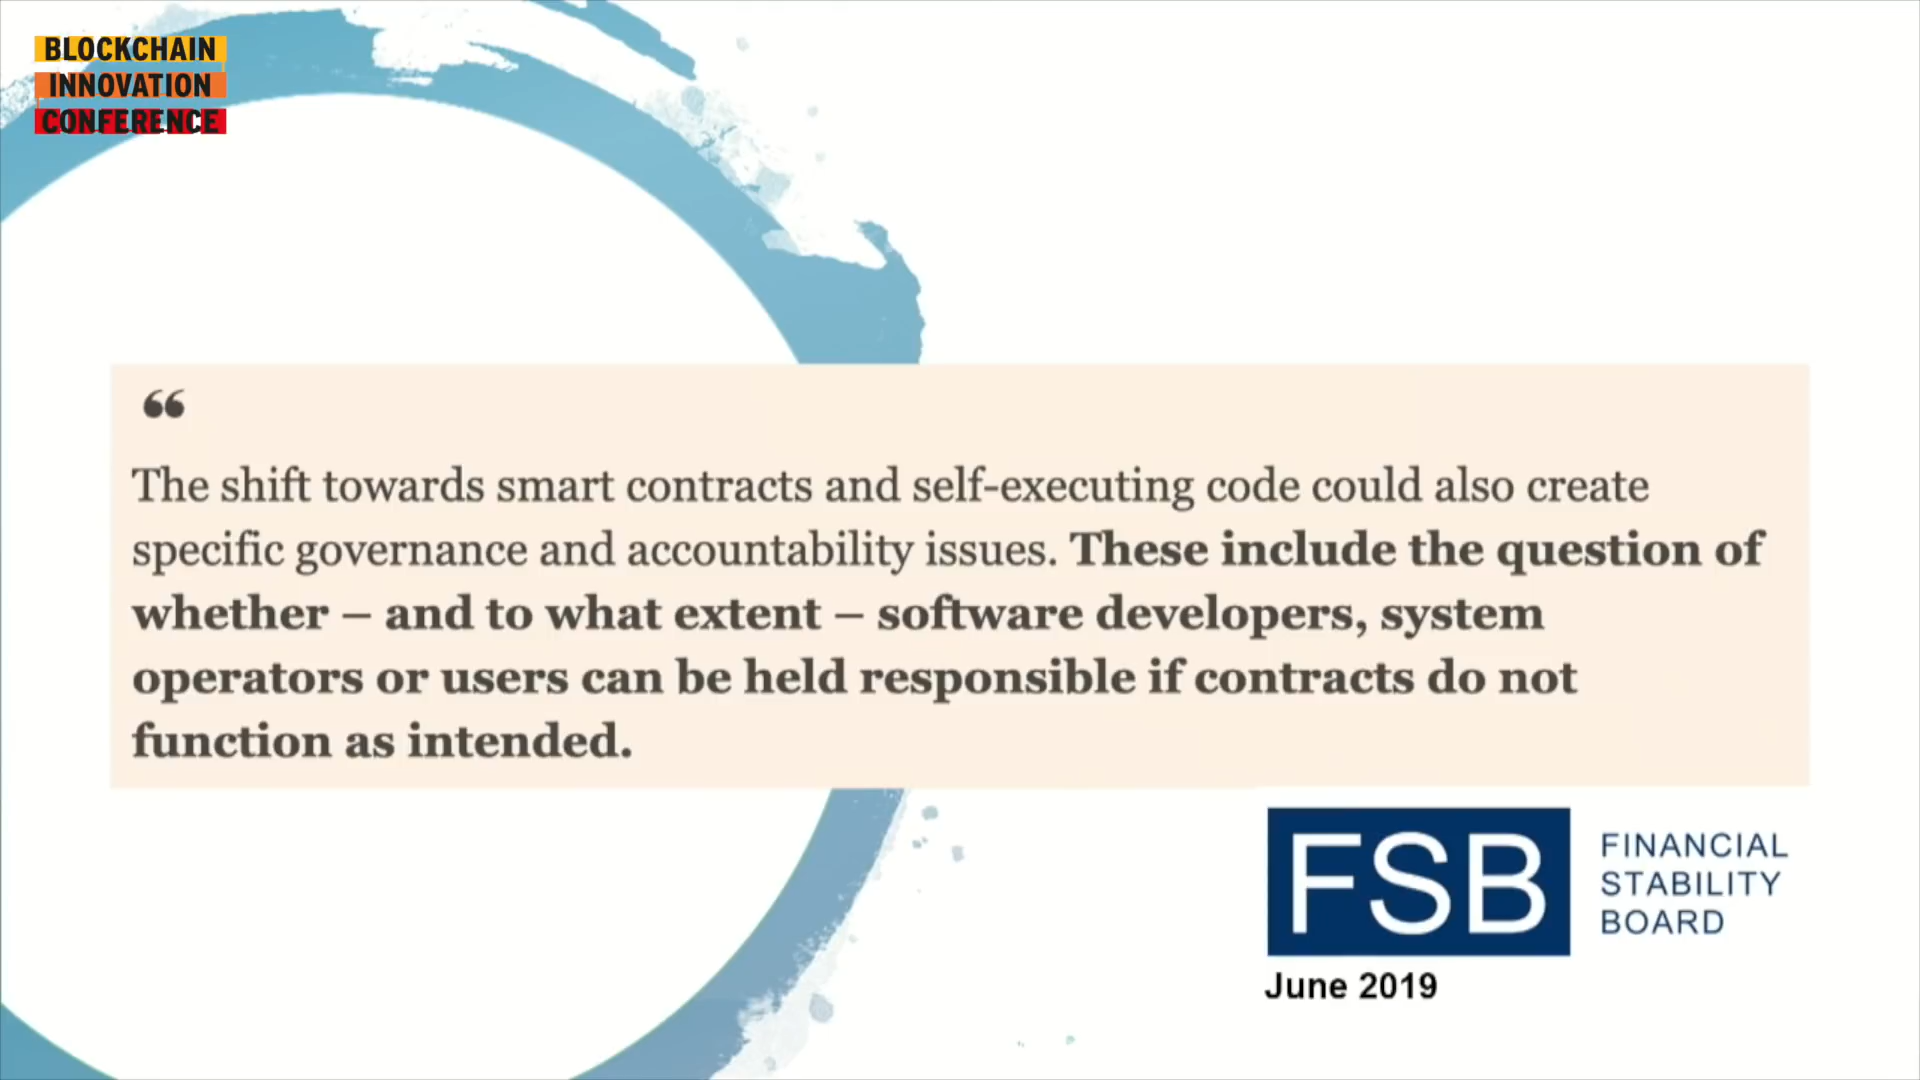 BLOCKCHAIN
INNOVATION
CONFERENCE
“
The shift towards smart contracts and self-executing code could also create
specific governance and accountability issues. These include the question of
whether – and to what extent – software developers, system
operators or users can be held responsible if contracts do not
function as intended.
FSB
FINANCIAL
STABILITY
BOARD
June 2019